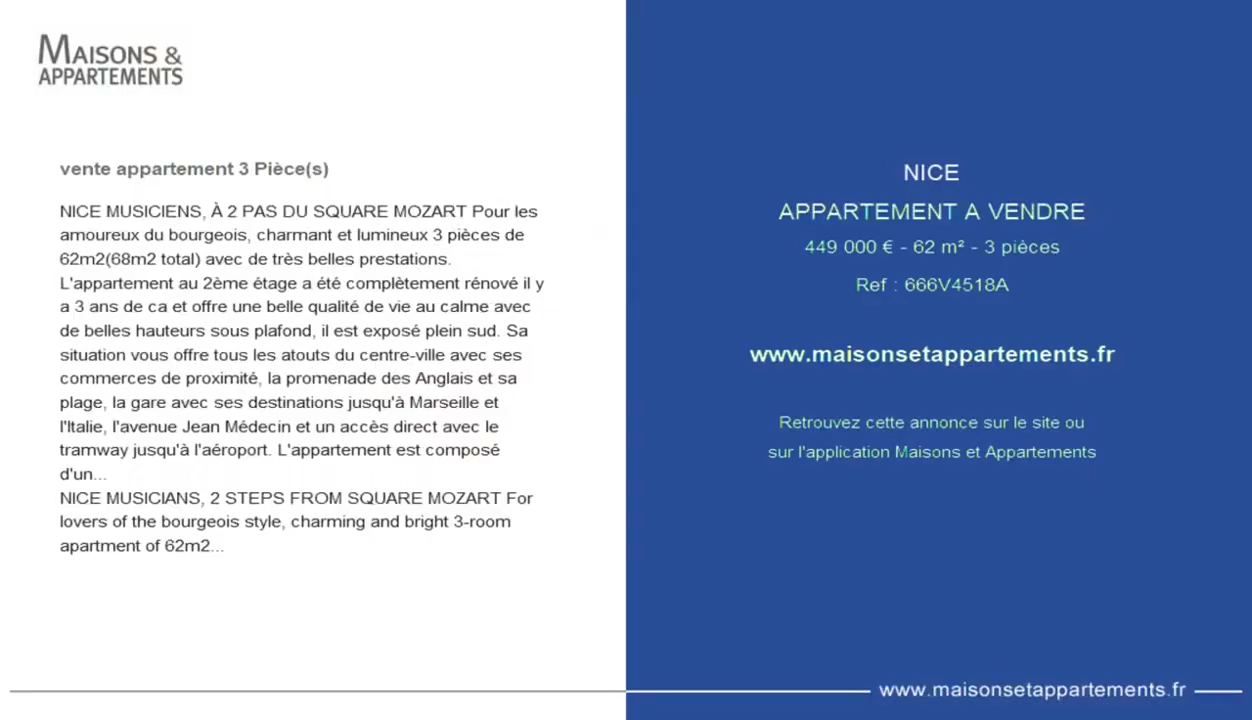 MAISONS &
APPARTEMENTS
vente appartement 3 Pièce(s)
NICE MUSICIENS, À 2 PAS DU SQUARE MOZART Pour les
amoureux du bourgeois, charmant et lumineux 3 pièces de
62m2(68m2 total) avec de très belles prestations.
L'appartement au 2ème étage a été complètement rénové il y
a 3 ans de ca et offre une belle qualité de vie au calme avec
de belles hauteurs sous plafond, il est exposé plein sud. Sa
situation vous offre tous les atouts du centre-ville avec ses
commerces de proximité, la promenade des Anglais et sa
plage, la gare avec ses destinations jusqu'à Marseille et
l'Italie, l'avenue Jean Médecin et un accès direct avec le
tramway jusqu'à l'aéroport. L'appartement est composé
d'un...
NICE MUSICIANS, 2 STEPS FROM SQUARE MOZART For
lovers of the bourgeois style, charming and bright 3-room
apartment of 62m2...
NICE
APPARTEMENT A VENDRE
449 000 € - 62 m² - 3 pièces
Ref : 666V4518A
www.maisonsetappartements.fr
Retrouvez cette annonce sur le site ou
sur l'application Maisons et Appartements
www.maisonsetappartements.fr